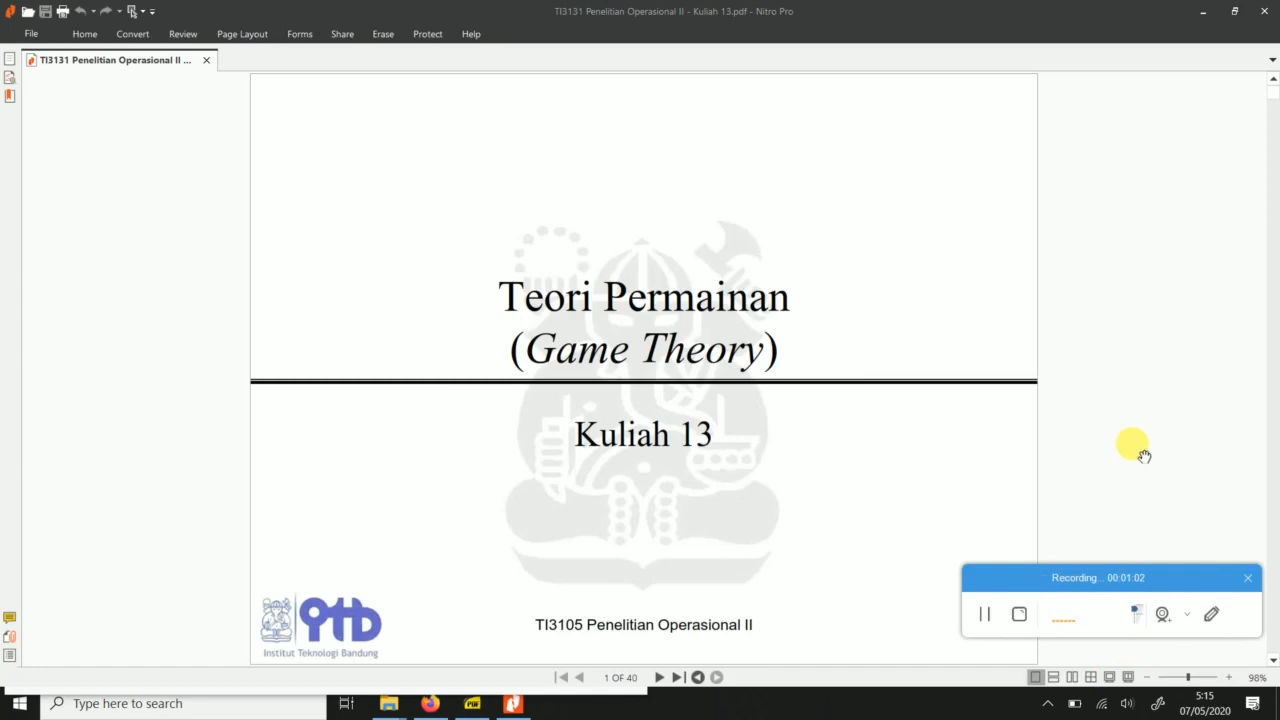 TI3131 Penelitian Operasional II - Kuliah 13.pdf - Nitro Pro
File Home Convert Review Page Layout Forms Share Erase Protect Help
TI3131 Penelitian Operasional II ...
Teori Permainan
(Game Theory)
Kuliah 13
Recording... 00:01:02
TI3105 Penelitian Operasional II
Institut Teknologi Bandung
1 OF 40
98%
Type here to search
PDF
5:15
07/05/2020